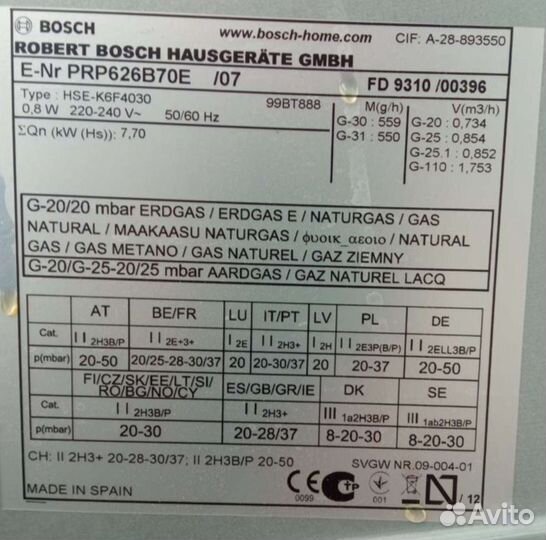 BOSCH
www.bosch-home.com CIF: A-28-893550
ROBERT BOSCH HAUSGERÄTE GMBH
E-Nr PRP626B70E /07 FD 9310 /00396
Type : HSE-K6F4030 99BT888
0,8 W 220-240 V~ 50/60 Hz
ΣQn (kW (Hs)): 7,70
M(g/h) V(m3/h)
G-30 : 559 G-20 : 0,734
G-31 : 550 G-25 : 0,854
G-25.1 : 0,852
G-110 : 1,753
G-20/20 mbar ERDGAS / ERDGAS E / NATURGAS / GAS
NATURAL / MAAKAASU NATURGAS / φυοικ_αεοιο / NATURAL
GAS / GAS METANO / GAS NATUREL / GAZ ZIEMNY
G-20/G-25-20/25 mbar AARDGAS / GAZ NATUREL LACQ
AT BE/FR LU IT/PT LV PL DE
Cat. II 2H3B/P II 2E+3+ I 2E II 2H3+ I 2H II 2E3P(B/P) II 2ELL3B/P
p(mbar) 20-50 20/25-28-30/37 20 20-30/37 20 20-37 20-50
FI/CZ/SK/EE/LT/SI/
RO/BG/NO/CY ES/GB/GR/IE DK SE
Cat. II 2H3B/P II 2H3+ III 1a2H3B/P III 1ab2H3B/P
p(mbar) 20-30 20-28/37 8-20-30 8-20-30
CH: II 2H3+ 20-28-30/37; II 2H3B/P 20-50 SVGW NR.09-004-01
MADE IN SPAIN
CE
0099
001
N / 12
Avito